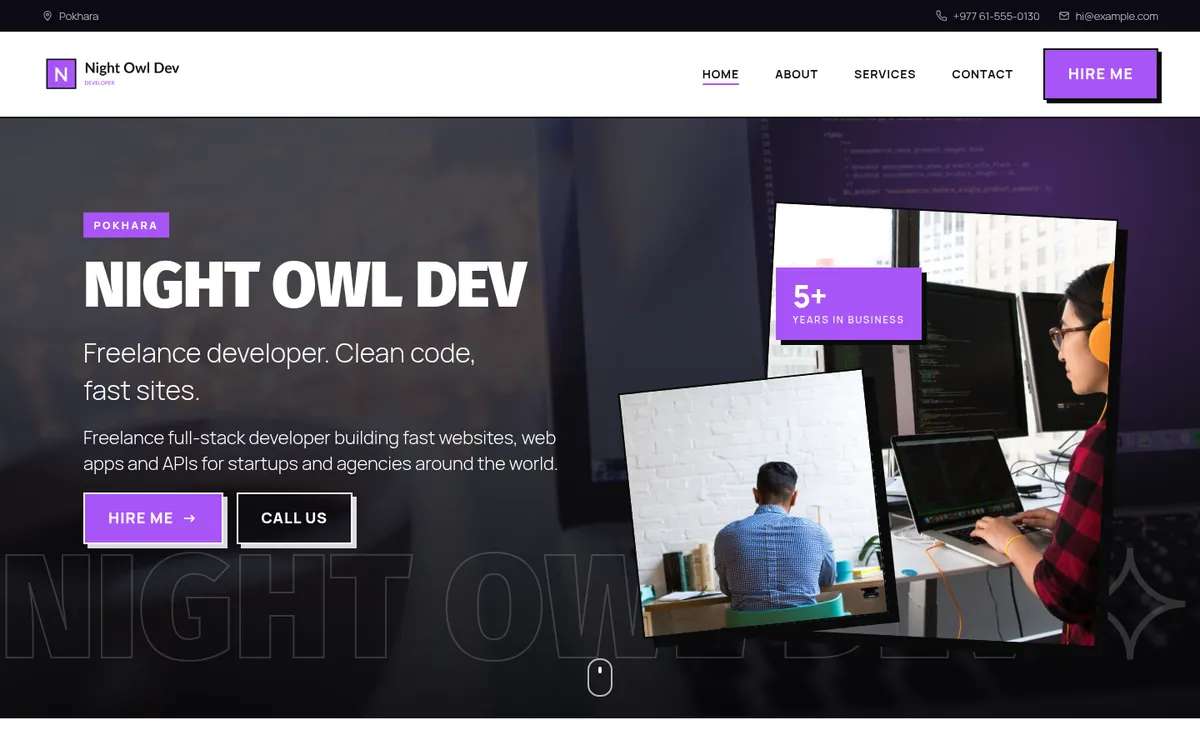 Pokhara
+977 61-555-0130
hi@example.com
N
Night Owl Dev
DEVELOPER
HOME
ABOUT
SERVICES
CONTACT
HIRE ME
POKHARA
NIGHT OWL DEV
Freelance developer. Clean code,
fast sites.
Freelance full-stack developer building fast websites, web
apps and APIs for startups and agencies around the world.
HIRE ME →
CALL US
5+
YEARS IN BUSINESS
NIGHT OWL DEV